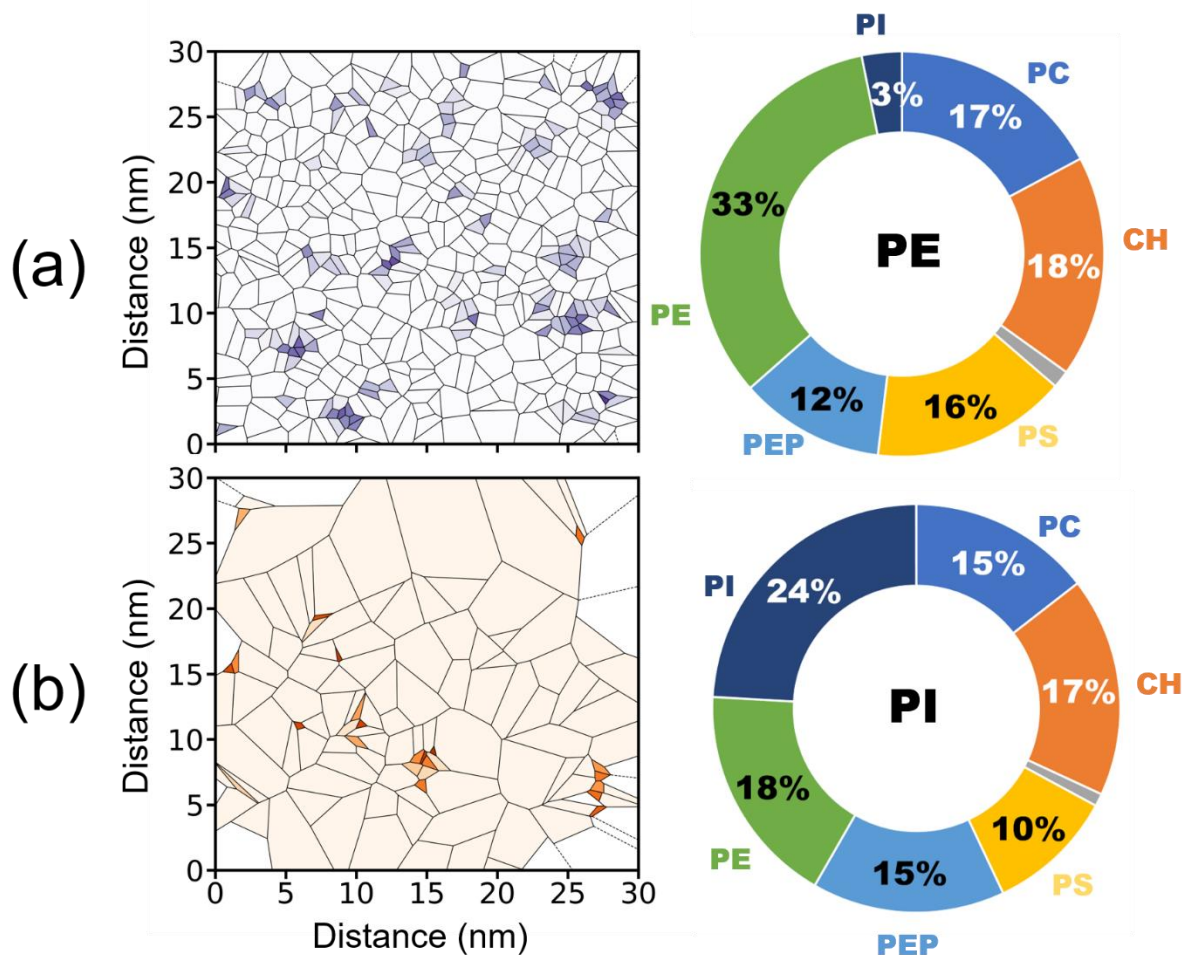 (a)
Distance (nm)
30
25
20
15
10
5
0
PI
3%
PC
17%
CH
18%
33%
PE
PE
12%
PEP
16%
PS
(b)
Distance (nm)
30
25
20
15
10
5
0
0 5 10 15 20 25 30
Distance (nm)
PI
24%
PC
15%
17%
CH
PI
18%
PE
10%
PS
15%
PEP